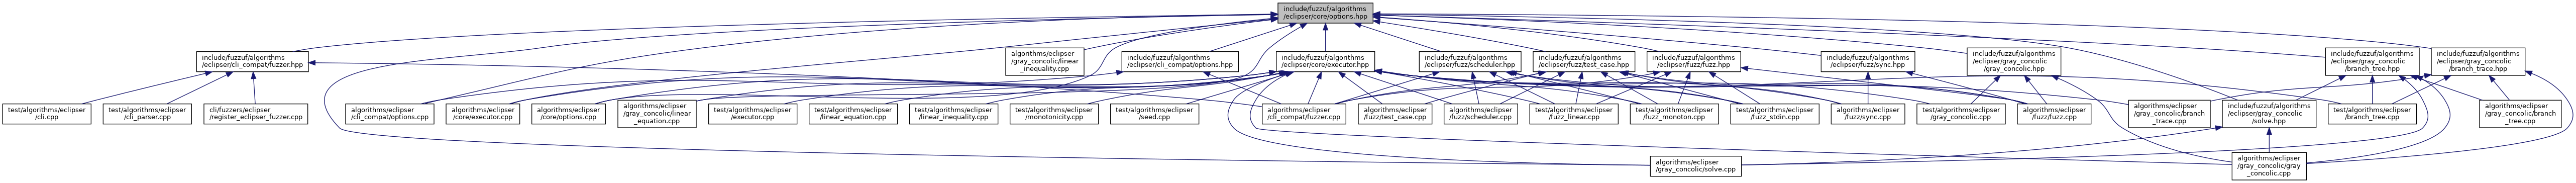 include/fuzzuf/algorithms
/eclipser/core/options.hpp
include/fuzzuf/algorithms
/eclipser/cli_compat/fuzzer.hpp
algorithms/eclipser
/gray_concolic/linear
_inequality.cpp
include/fuzzuf/algorithms
/eclipser/cli_compat/options.hpp
include/fuzzuf/algorithms
/eclipser/core/executor.hpp
include/fuzzuf/algorithms
/eclipser/fuzz/scheduler.hpp
include/fuzzuf/algorithms
/eclipser/fuzz/test_case.hpp
include/fuzzuf/algorithms
/eclipser/fuzz/fuzz.hpp
include/fuzzuf/algorithms
/eclipser/fuzz/sync.hpp
include/fuzzuf/algorithms
/eclipser/gray_concolic
/gray_concolic.hpp
include/fuzzuf/algorithms
/eclipser/gray_concolic
/branch_tree.hpp
include/fuzzuf/algorithms
/eclipser/gray_concolic
/branch_trace.hpp
test/algorithms/eclipser
/cli.cpp
test/algorithms/eclipser
/cli_parser.cpp
cli/fuzzers/eclipser
/register_eclipser_fuzzer.cpp
algorithms/eclipser
/cli_compat/options.cpp
algorithms/eclipser
/core/executor.cpp
algorithms/eclipser
/core/options.cpp
algorithms/eclipser
/gray_concolic/linear
_equation.cpp
test/algorithms/eclipser
/executor.cpp
test/algorithms/eclipser
/linear_equation.cpp
test/algorithms/eclipser
/linear_inequality.cpp
test/algorithms/eclipser
/monotonicity.cpp
test/algorithms/eclipser
/seed.cpp
algorithms/eclipser
/cli_compat/fuzzer.cpp
algorithms/eclipser
/fuzz/test_case.cpp
algorithms/eclipser
/fuzz/scheduler.cpp
test/algorithms/eclipser
/fuzz_linear.cpp
test/algorithms/eclipser
/fuzz_monoton.cpp
test/algorithms/eclipser
/fuzz_stdin.cpp
algorithms/eclipser
/fuzz/sync.cpp
test/algorithms/eclipser
/gray_concolic.cpp
algorithms/eclipser
/fuzz/fuzz.cpp
algorithms/eclipser
/gray_concolic/branch
_trace.cpp
include/fuzzuf/algorithms
/eclipser/gray_concolic
/solve.hpp
test/algorithms/eclipser
/branch_tree.cpp
algorithms/eclipser
/gray_concolic/branch
_tree.cpp
algorithms/eclipser
/gray_concolic/solve.cpp
algorithms/eclipser
/gray_concolic/gray
_concolic.cpp